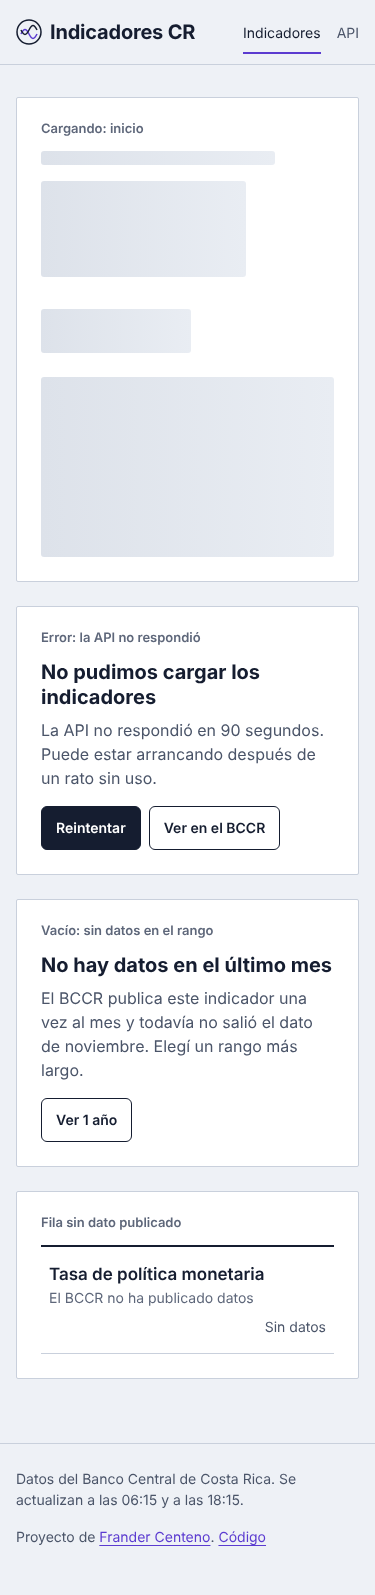 Indicadores CR
Indicadores
API
Cargando: inicio
Error: la API no respondió
No pudimos cargar los
indicadores
La API no respondió en 90 segundos.
Puede estar arrancando después de
un rato sin uso.
Reintentar
Ver en el BCCR
Vacío: sin datos en el rango
No hay datos en el último mes
El BCCR publica este indicador una
vez al mes y todavía no salió el dato
de noviembre. Elegí un rango más
largo.
Ver 1 año
Fila sin dato publicado
Tasa de política monetaria
El BCCR no ha publicado datos
Sin datos
Datos del Banco Central de Costa Rica. Se
actualizan a las 06:15 y a las 18:15.
Proyecto de Frander Centeno. Código